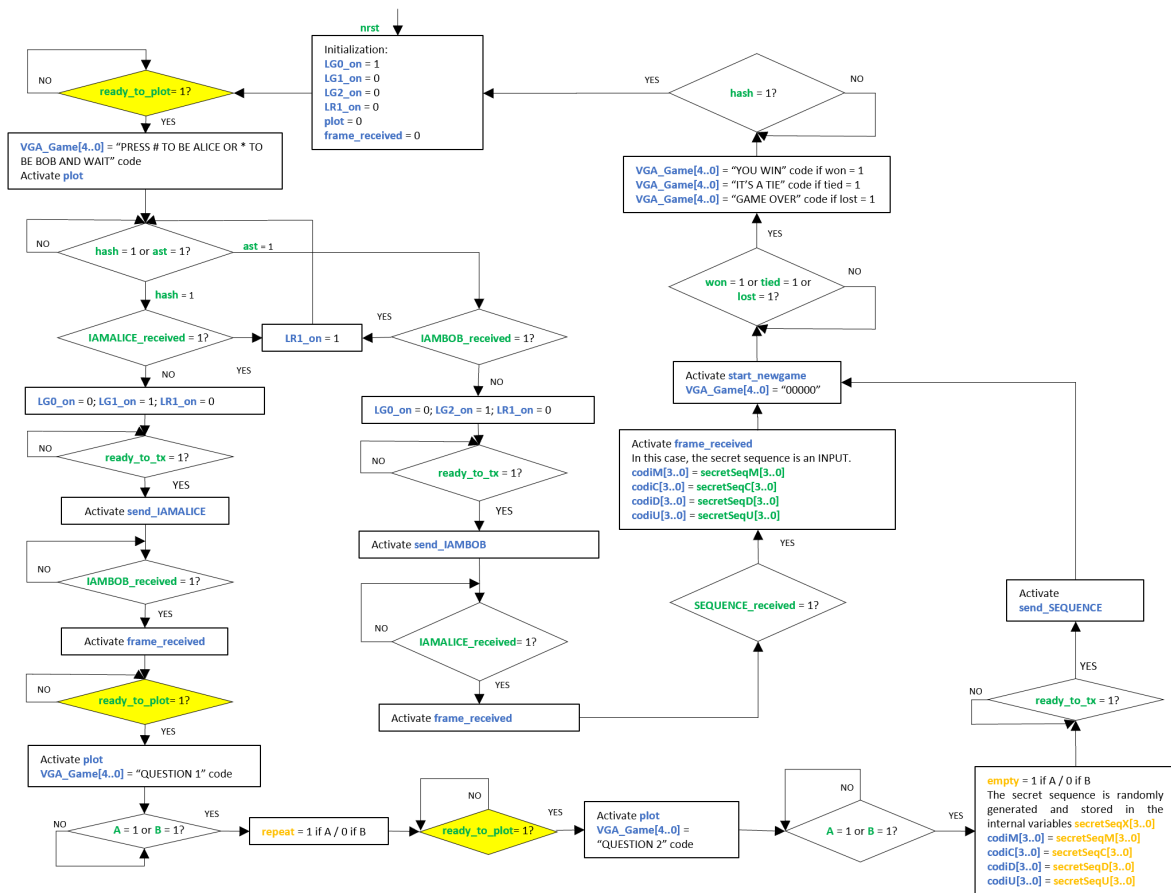 nrst
Initialization:
LG0_on = 1
LG1_on = 0
LG2_on = 0
LR1_on = 0
plot = 0
frame_received = 0
NO
ready_to_plot= 1?
YES
VGA_Game[4..0] = “PRESS # TO BE ALICE OR * TO
BE BOB AND WAIT” code
Activate plot
NO
hash = 1 or ast = 1?
ast = 1
hash = 1
IAMALICE_received = 1?
YES
NO
LR1_on = 1
YES
IAMBOB_received = 1?
NO
LG0_on = 0; LG1_on = 1; LR1_on = 0
ready_to_tx = 1?
NO
YES
Activate send_IAMALICE
IAMBOB_received = 1?
NO
YES
Activate frame_received
NO
ready_to_plot= 1?
YES
Activate plot
VGA_Game[4..0] = “QUESTION 1” code
NO
A = 1 or B = 1?
YES
repeat = 1 if A / 0 if B
NO
ready_to_plot= 1?
YES
Activate plot
VGA_Game[4..0] =
“QUESTION 2” code
NO
A = 1 or B = 1?
YES
empty = 1 if A / 0 if B
The secret sequence is randomly
generated and stored in the
internal variables secretSeqX[3..0]
codiM[3..0] = secretSeqM[3..0]
codiC[3..0] = secretSeqC[3..0]
codiD[3..0] = secretSeqD[3..0]
codiU[3..0] = secretSeqU[3..0]
NO
ready_to_tx = 1?
YES
Activate
send_SEQUENCE
LG0_on = 0; LG2_on = 1; LR1_on = 0
NO
ready_to_tx = 1?
YES
Activate send_IAMBOB
NO
IAMALICE_received= 1?
YES
Activate frame_received
SEQUENCE_received = 1?
YES
Activate frame_received
In this case, the secret sequence is an INPUT.
codiM[3..0] = secretSeqM[3..0]
codiC[3..0] = secretSeqC[3..0]
codiD[3..0] = secretSeqD[3..0]
codiU[3..0] = secretSeqU[3..0]
Activate start_newgame
VGA_Game[4..0] = “00000”
won = 1 or tied = 1 or
lost = 1?
NO
YES
VGA_Game[4..0] = “YOU WIN” code if won = 1
VGA_Game[4..0] = “IT’S A TIE” code if tied = 1
VGA_Game[4..0] = “GAME OVER” code if lost = 1
hash = 1?
NO
YES